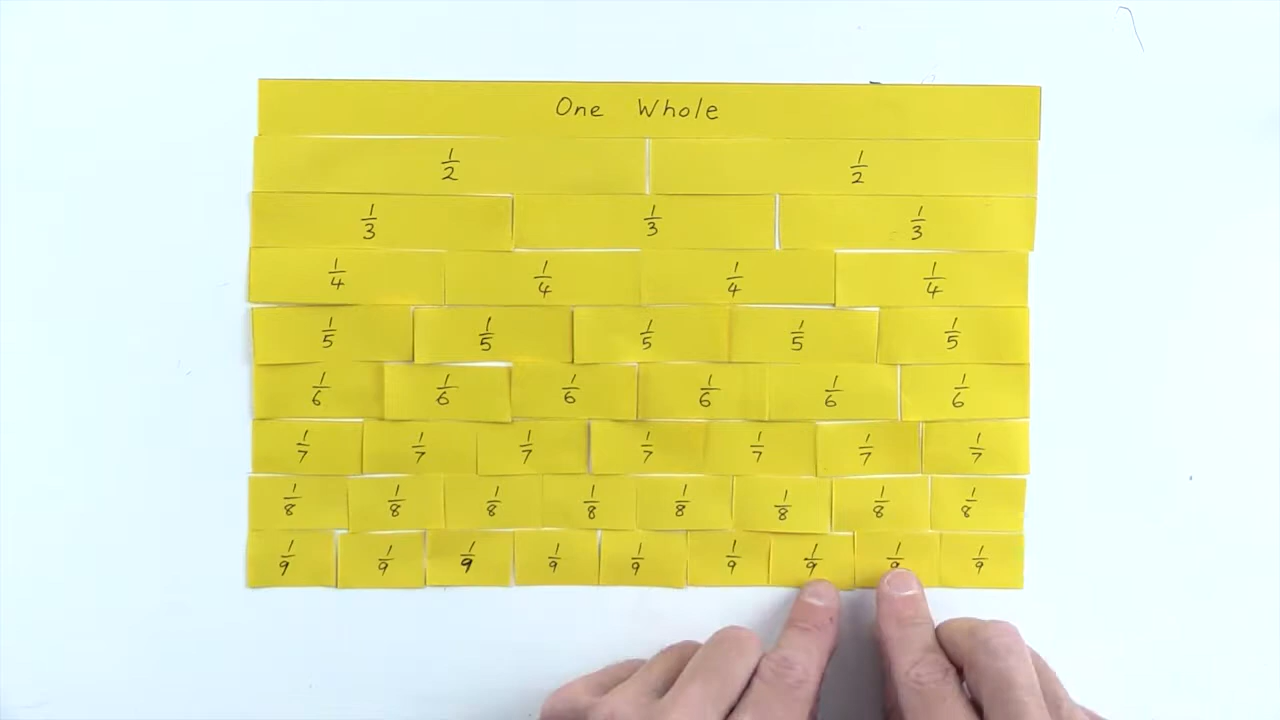 One Whole
1/2 1/2
1/3 1/3 1/3
1/4 1/4 1/4 1/4
1/5 1/5 1/5 1/5 1/5
1/6 1/6 1/6 1/6 1/6 1/6
1/7 1/7 1/7 1/7 1/7 1/7 1/7
1/8 1/8 1/8 1/8 1/8 1/8 1/8 1/8
1/9 1/9 1/9 1/9 1/9 1/9 1/9 1/9 1/9